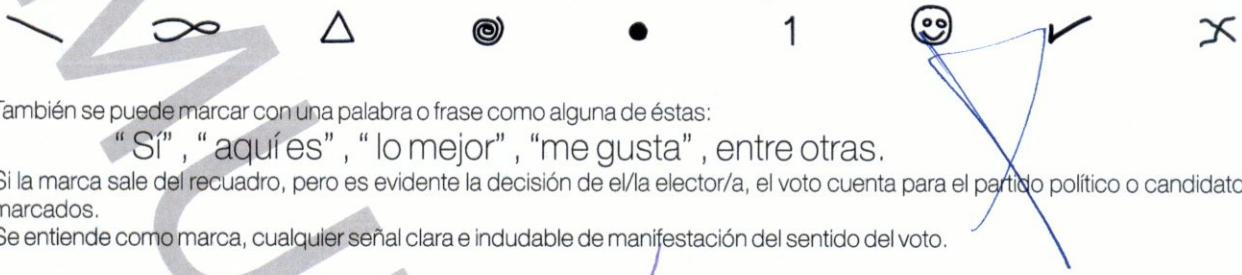 1
También se puede marcar con una palabra o frase como alguna de éstas:
“Sí”, “aquí es”, “lo mejor”, “me gusta”, entre otras.
Si la marca sale del recuadro, pero es evidente la decisión de el/la elector/a, el voto cuenta para el partido político o candidato
marcados.
Se entiende como marca, cualquier señal clara e indudable de manifestación del sentido del voto.